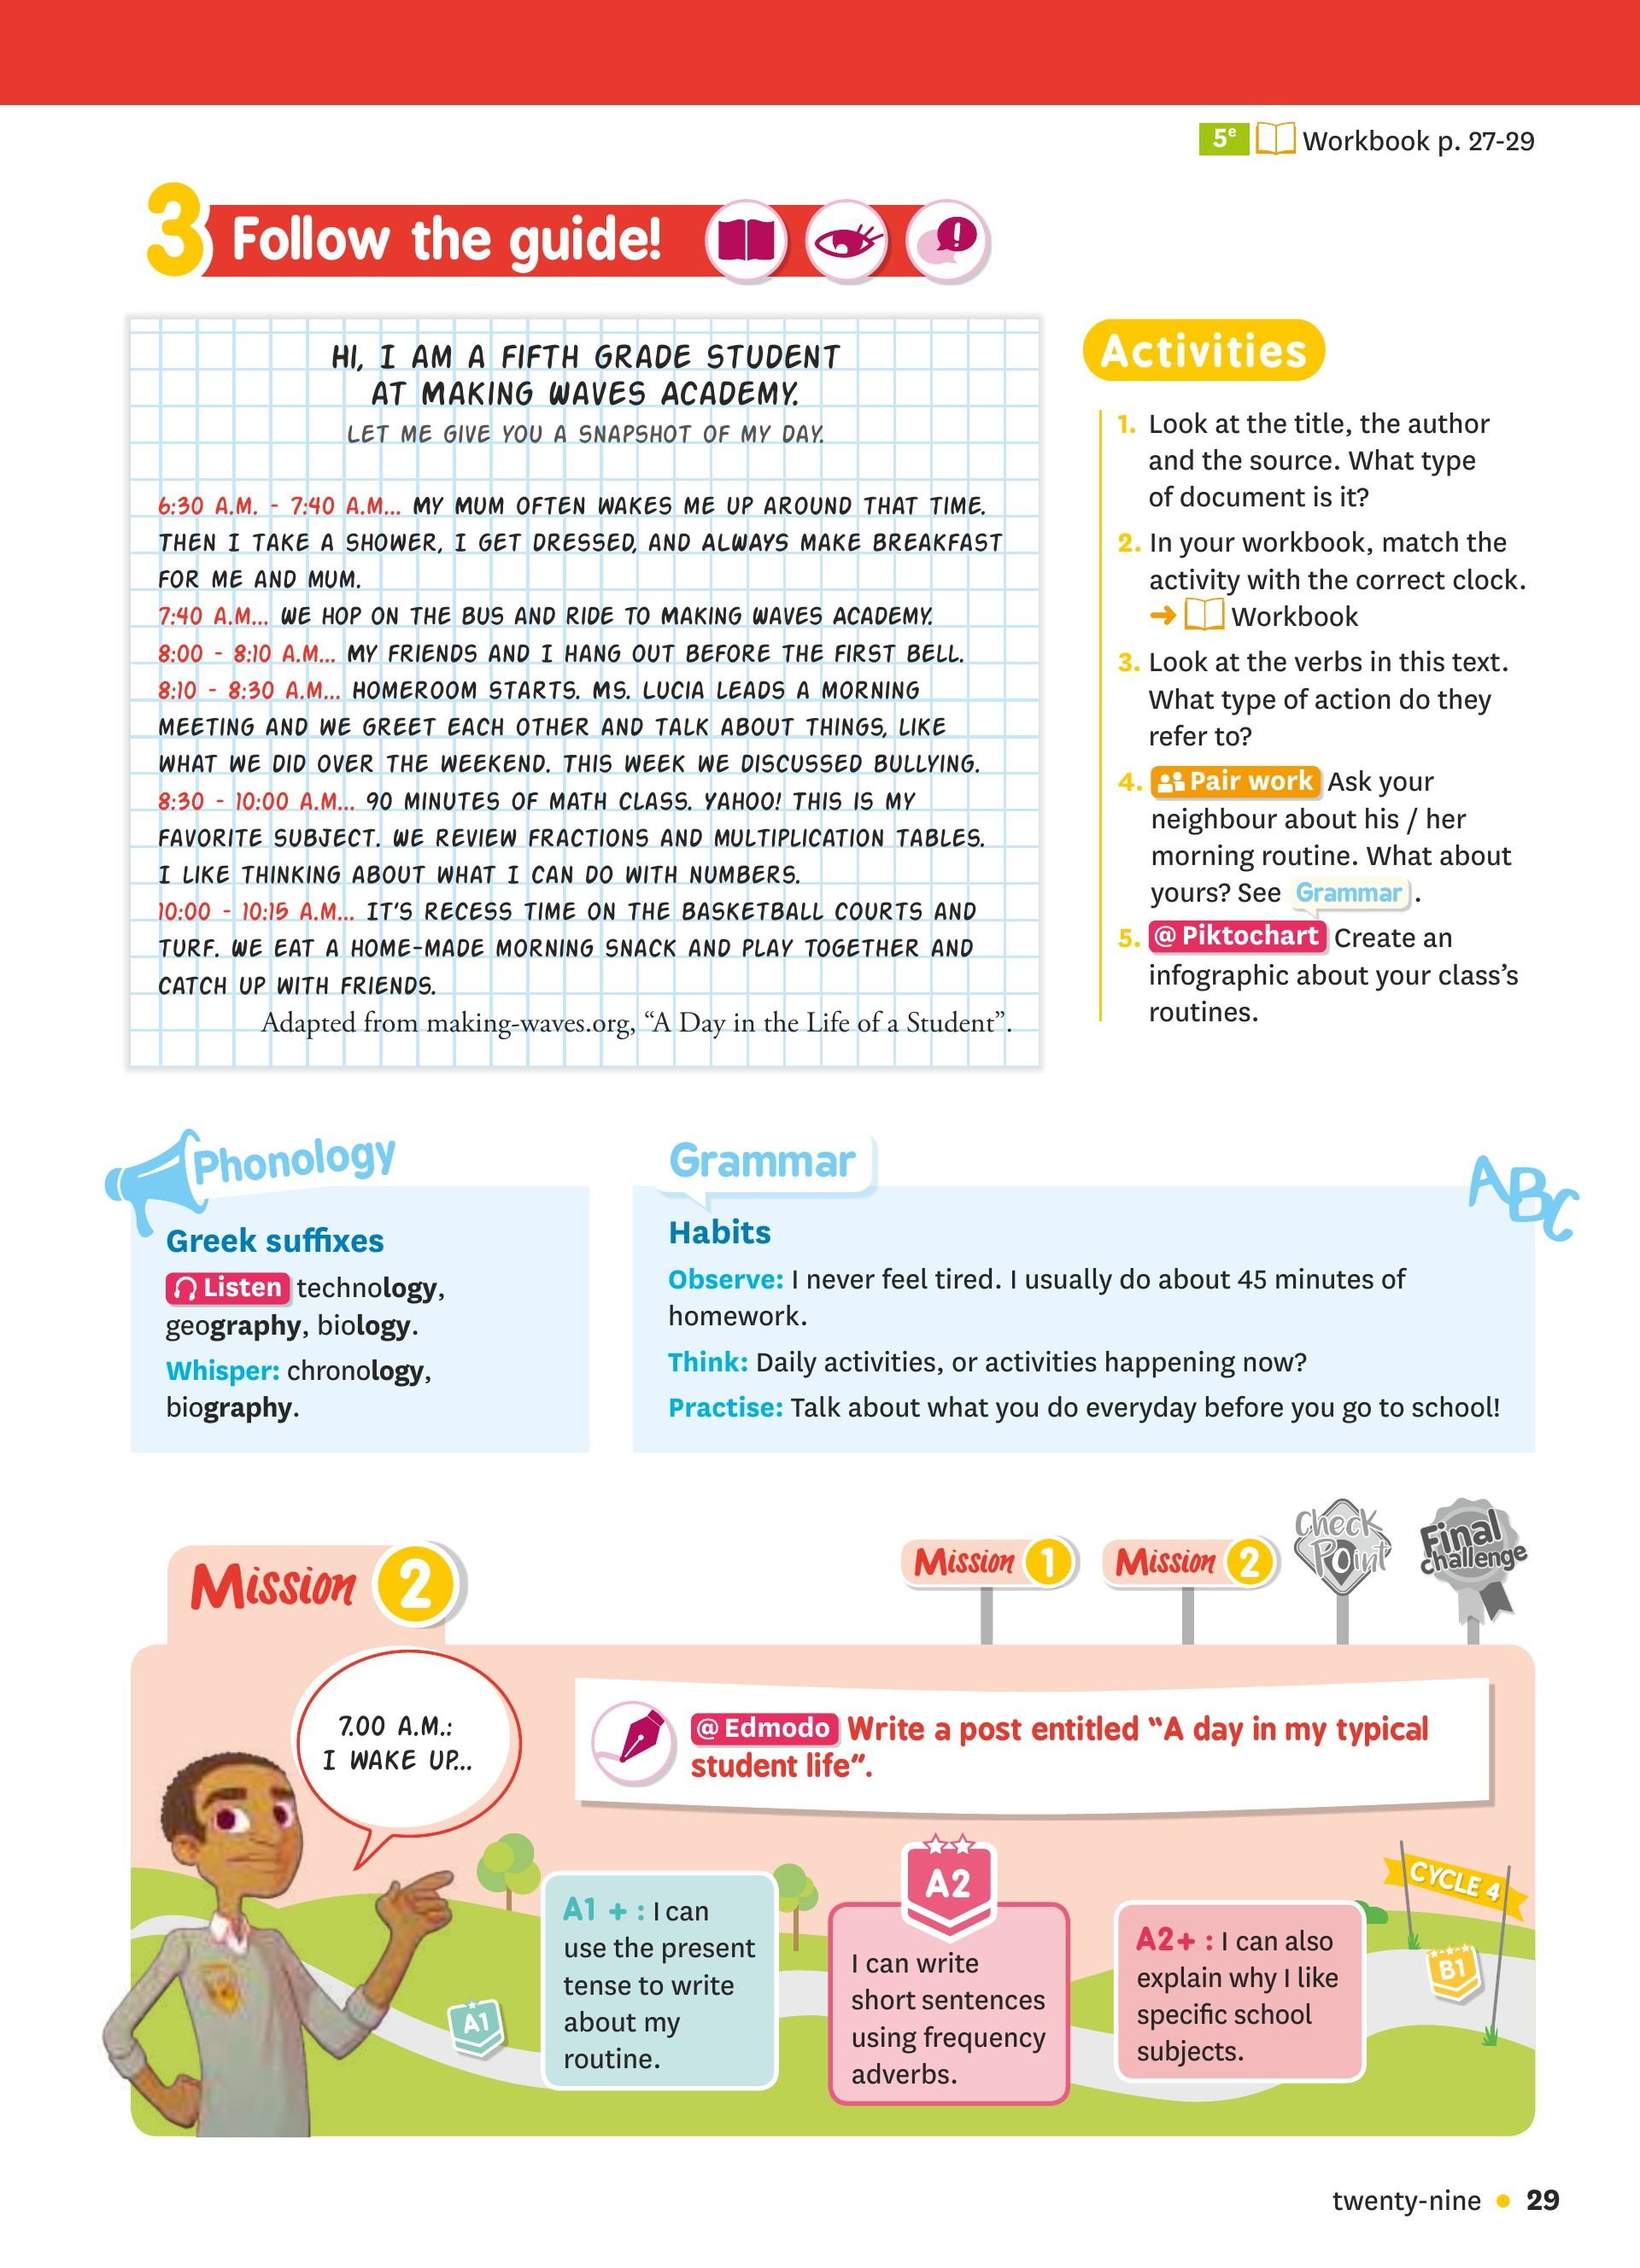 5e Workbook p. 27-29
3 Follow the guide!
HI, I AM A FIFTH GRADE STUDENT
AT MAKING WAVES ACADEMY.
LET ME GIVE YOU A SNAPSHOT OF MY DAY.
6:30 A.M. - 7:40 A.M... MY MUM OFTEN WAKES ME UP AROUND THAT TIME.
THEN I TAKE A SHOWER, I GET DRESSED, AND ALWAYS MAKE BREAKFAST
FOR ME AND MUM.
7:40 A.M... WE HOP ON THE BUS AND RIDE TO MAKING WAVES ACADEMY.
8:00 - 8:10 A.M... MY FRIENDS AND I HANG OUT BEFORE THE FIRST BELL.
8:10 - 8:30 A.M... HOMEROOM STARTS. MS. LUCIA LEADS A MORNING
MEETING AND WE GREET EACH OTHER AND TALK ABOUT THINGS, LIKE
WHAT WE DID OVER THE WEEKEND. THIS WEEK WE DISCUSSED BULLYING.
8:30 - 10:00 A.M... 90 MINUTES OF MATH CLASS. YAHOO! THIS IS MY
FAVORITE SUBJECT. WE REVIEW FRACTIONS AND MULTIPLICATION TABLES.
I LIKE THINKING ABOUT WHAT I CAN DO WITH NUMBERS.
10:00 - 10:15 A.M... IT'S RECESS TIME ON THE BASKETBALL COURTS AND
TURF. WE EAT A HOME-MADE MORNING SNACK AND PLAY TOGETHER AND
CATCH UP WITH FRIENDS.
Adapted from making-waves.org, “A Day in the Life of a Student”.
Activities
1. Look at the title, the author
and the source. What type
of document is it?
2. In your workbook, match the
activity with the correct clock.
➜ Workbook
3. Look at the verbs in this text.
What type of action do they
refer to?
4. Pair work Ask your
neighbour about his / her
morning routine. What about
yours? See Grammar .
5. @ Piktochart Create an
infographic about your class’s
routines.
Phonology
Greek suffixes
Listen technology,
geography, biology.
Whisper: chronology,
biography.
Grammar
ABC
Habits
Observe: I never feel tired. I usually do about 45 minutes of
homework.
Think: Daily activities, or activities happening now?
Practise: Talk about what you do everyday before you go to school!
Mission 2
Mission 1
Mission 2
Check
Point
Final
challenge
7.00 A.M.:
I WAKE UP...
@ Edmodo Write a post entitled “A day in my typical
student life”.
A1
A1 + : I can
use the present
tense to write
about my
routine.
A2
I can write
short sentences
using frequency
adverbs.
A2+ : I can also
explain why I like
specific school
subjects.
CYCLE 4
B1
twenty-nine • 29